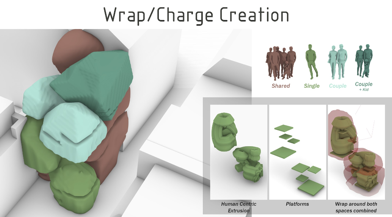 Wrap/Charge Creation
Shared
Single
Couple
Couple
Human Centric
Extrusion
Platforms
Wrap around both
spaces combined